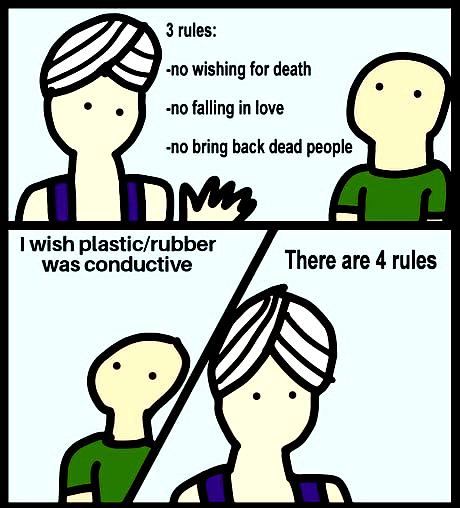 3 rules:
-no wishing for death
-no falling in love
-no bring back dead people
I wish plastic/rubber
was conductive
There are 4 rules